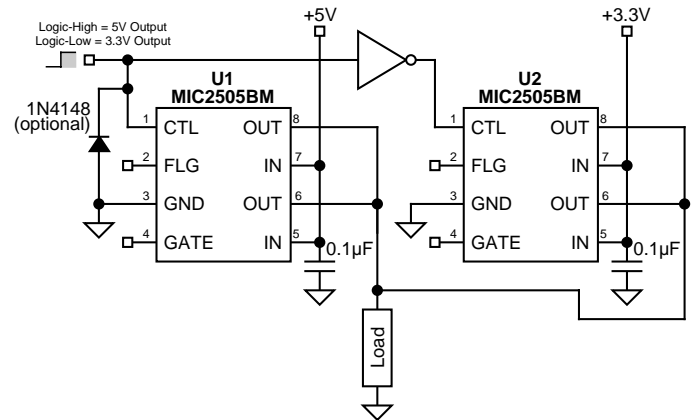 Logic-High = 5V Output
Logic-Low = 3.3V Output
+5V
+3.3V
U1
MIC2505BM
U2
MIC2505BM
1N4148
(optional)
1 CTL OUT 8
2 FLG IN 7
3 GND OUT 6
4 GATE IN 5
0.1µF
1 CTL OUT 8
2 FLG IN 7
3 GND OUT 6
4 GATE IN 5
0.1µF
Load